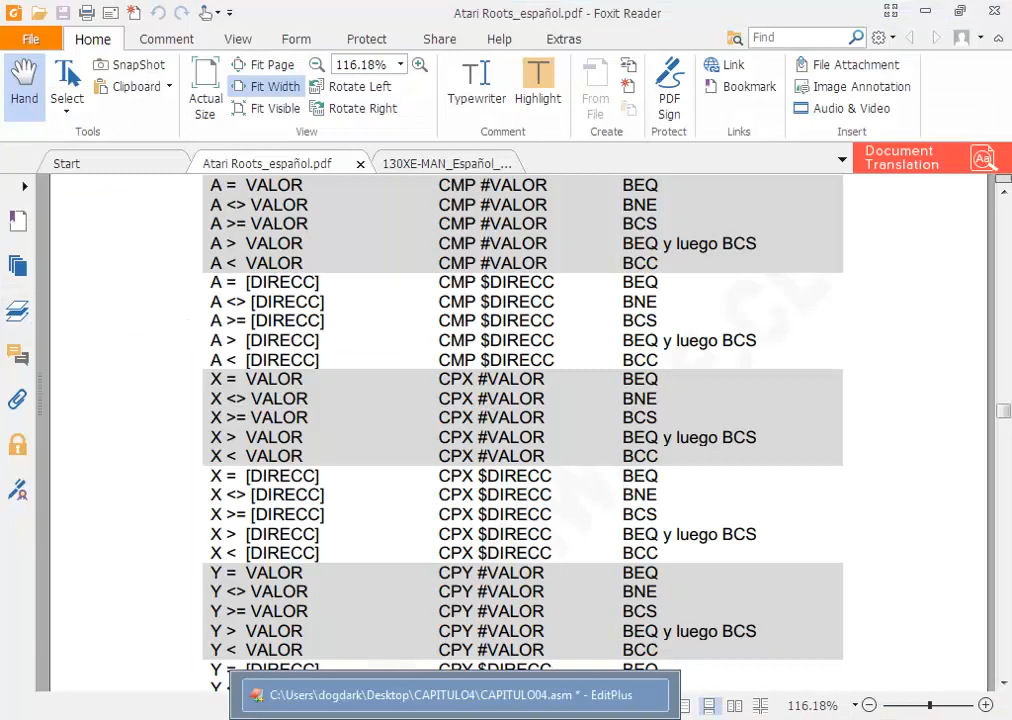 Atari Roots_español.pdf - Foxit Reader
File Home Comment View Form Protect Share Help Extras Find
Hand Select SnapShot Clipboard Actual Size Fit Page Fit Width Fit Visible 116.18% Rotate Left Rotate Right Typewriter Highlight From File PDF Sign Link Bookmark File Attachment Image Annotation Audio & Video
Tools View Comment Create Protect Links Insert
Start Atari Roots_español.pdf 130XE-MAN_Español_... Document Translation
A = VALOR CMP #VALOR BEQ
A <> VALOR CMP #VALOR BNE
A >= VALOR CMP #VALOR BCS
A > VALOR CMP #VALOR BEQ y luego BCS
A < VALOR CMP #VALOR BCC
A = [DIRECC] CMP $DIRECC BEQ
A <> [DIRECC] CMP $DIRECC BNE
A >= [DIRECC] CMP $DIRECC BCS
A > [DIRECC] CMP $DIRECC BEQ y luego BCS
A < [DIRECC] CMP $DIRECC BCC
X = VALOR CPX #VALOR BEQ
X <> VALOR CPX #VALOR BNE
X >= VALOR CPX #VALOR BCS
X > VALOR CPX #VALOR BEQ y luego BCS
X < VALOR CPX #VALOR BCC
X = [DIRECC] CPX $DIRECC BEQ
X <> [DIRECC] CPX $DIRECC BNE
X >= [DIRECC] CPX $DIRECC BCS
X > [DIRECC] CPX $DIRECC BEQ y luego BCS
X < [DIRECC] CPX $DIRECC BCC
Y = VALOR CPY #VALOR BEQ
Y <> VALOR CPY #VALOR BNE
Y >= VALOR CPY #VALOR BCS
Y > VALOR CPY #VALOR BEQ y luego BCS
Y < VALOR CPY #VALOR BCC
Y = [DIRECC] CPY $DIRECC BEQ
C:\Users\dogdark\Desktop\CAPITULO4\CAPITULO04.asm * - EditPlus
116.18%